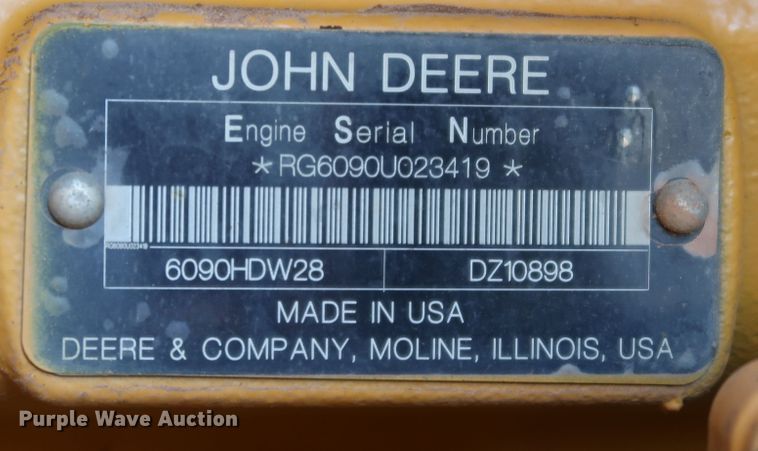 JOHN DEERE
Engine Serial Number
*RG6090U023419*
RG6090U023419
6090HDW28 DZ10898
MADE IN USA
DEERE & COMPANY, MOLINE, ILLINOIS, USA
Purple Wave Auction